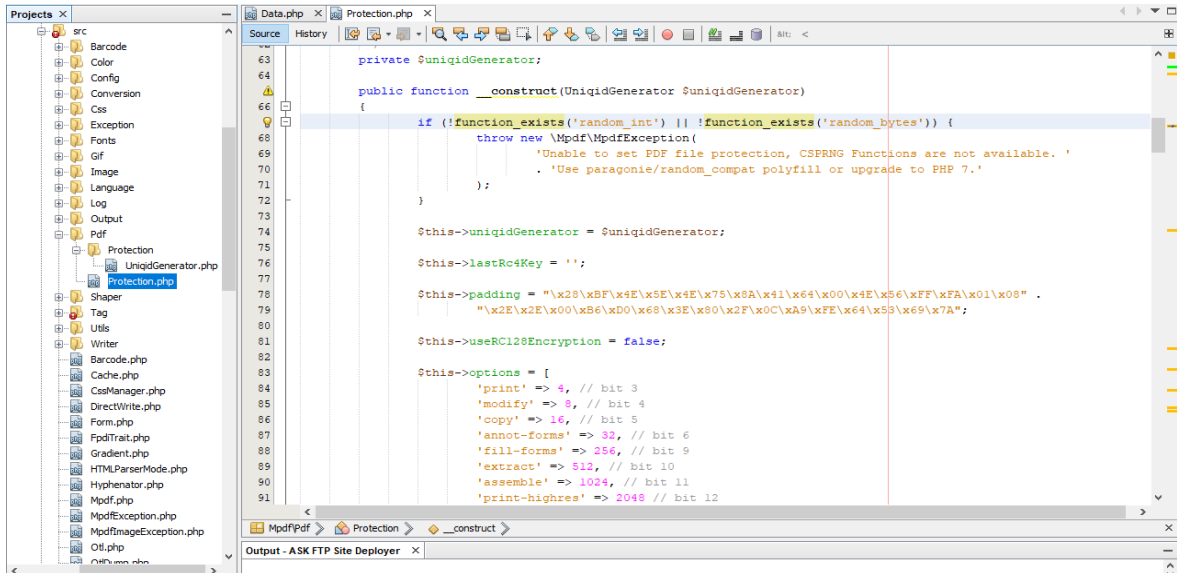 Projects
Data.php
Protection.php
src
Barcode
Color
Config
Conversion
Css
Exception
Fonts
Gif
Image
Language
Log
Output
Pdf
Protection
UniqidGenerator.php
Protection.php
Shaper
Tag
Utils
Writer
Barcode.php
Cache.php
CssManager.php
DirectWrite.php
Form.php
FpdiTrait.php
Gradient.php
HTMLParserMode.php
Hyphenator.php
Mpdf.php
MpdfException.php
MpdfImageException.php
Otl.php
OtlDump.php
Source History
63 private $uniqidGenerator;
64
public function __construct(UniqidGenerator $uniqidGenerator)
66 {
if (!function_exists('random_int') || !function_exists('random_bytes')) {
68 throw new \Mpdf\MpdfException(
69 'Unable to set PDF file protection, CSPRNG Functions are not available. '
70 . 'Use paragonie/random_compat polyfill or upgrade to PHP 7.'
71 );
72 }
73
74 $this->uniqidGenerator = $uniqidGenerator;
75
76 $this->lastRc4Key = '';
77
78 $this->padding = "\x28\xBF\x4E\x5E\x4E\x75\x8A\x41\x64\x00\x4E\x56\xFF\xFA\x01\x08" .
79 "\x2E\x2E\x00\xB6\xD0\x68\x3E\x80\x2F\x0C\xA9\xFE\x64\x53\x69\x7A";
80
81 $this->useRC128Encryption = false;
82
83 $this->options = [
84 'print' => 4, // bit 3
85 'modify' => 8, // bit 4
86 'copy' => 16, // bit 5
87 'annot-forms' => 32, // bit 6
88 'fill-forms' => 256, // bit 9
89 'extract' => 512, // bit 10
90 'assemble' => 1024, // bit 11
91 'print-highres' => 2048 // bit 12
Mpdf\Pdf Protection __construct
Output - ASK FTP Site Deployer